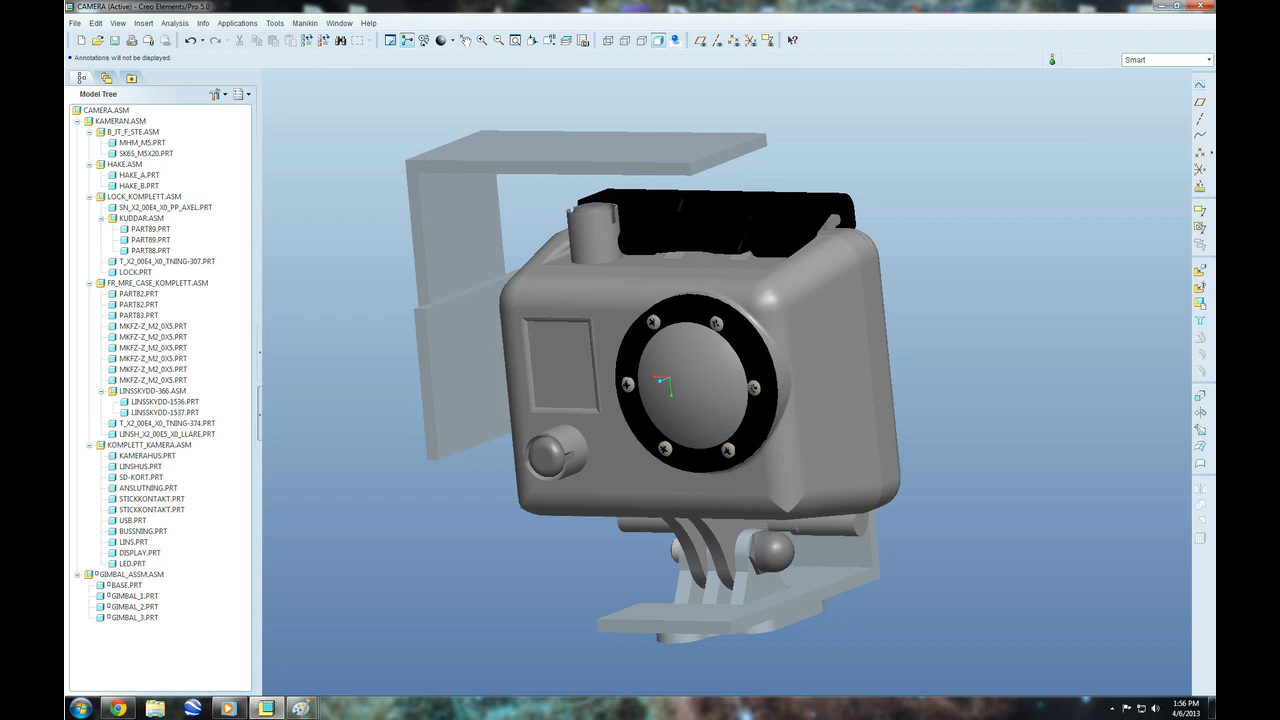 CAMERA (Active) - Creo Elements/Pro 5.0
File Edit View Insert Analysis Info Applications Tools Manikin Window Help
Annotations will not be displayed.
Smart
Model Tree
CAMERA.ASM
KAMERAN.ASM
B_JT_F_STE.ASM
MHM_M5.PRT
SK6S_M5X20.PRT
HAKE.ASM
HAKE_A.PRT
HAKE_B.PRT
LOCK_KOMPLETT.ASM
SN_X2_00E4_X0_PP_AXEL.PRT
KUDDAR.ASM
PART89.PRT
PART89.PRT
PART88.PRT
T_X2_00E4_X0_TNING-307.PRT
LOCK.PRT
FR_MRE_CASE_KOMPLETT.ASM
PART82.PRT
PART82.PRT
PART83.PRT
MKFZ-Z_M2_0X5.PRT
MKFZ-Z_M2_0X5.PRT
MKFZ-Z_M2_0X5.PRT
MKFZ-Z_M2_0X5.PRT
MKFZ-Z_M2_0X5.PRT
MKFZ-Z_M2_0X5.PRT
LINSSKYDD-366.ASM
LINSSKYDD-1536.PRT
LINSSKYDD-1537.PRT
T_X2_00E4_X0_TNING-374.PRT
LINSH_X2_00E5_X0_LLARE.PRT
KOMPLETT_KAMERA.ASM
KAMERAHUS.PRT
LINSHUS.PRT
SD-KORT.PRT
ANSLUTNING.PRT
STICKKONTAKT.PRT
STICKKONTAKT.PRT
USB.PRT
BUSSNING.PRT
LINS.PRT
DISPLAY.PRT
LED.PRT
GIMBAL_ASSM.ASM
BASE.PRT
GIMBAL_1.PRT
GIMBAL_2.PRT
GIMBAL_3.PRT
1:56 PM
4/6/2013